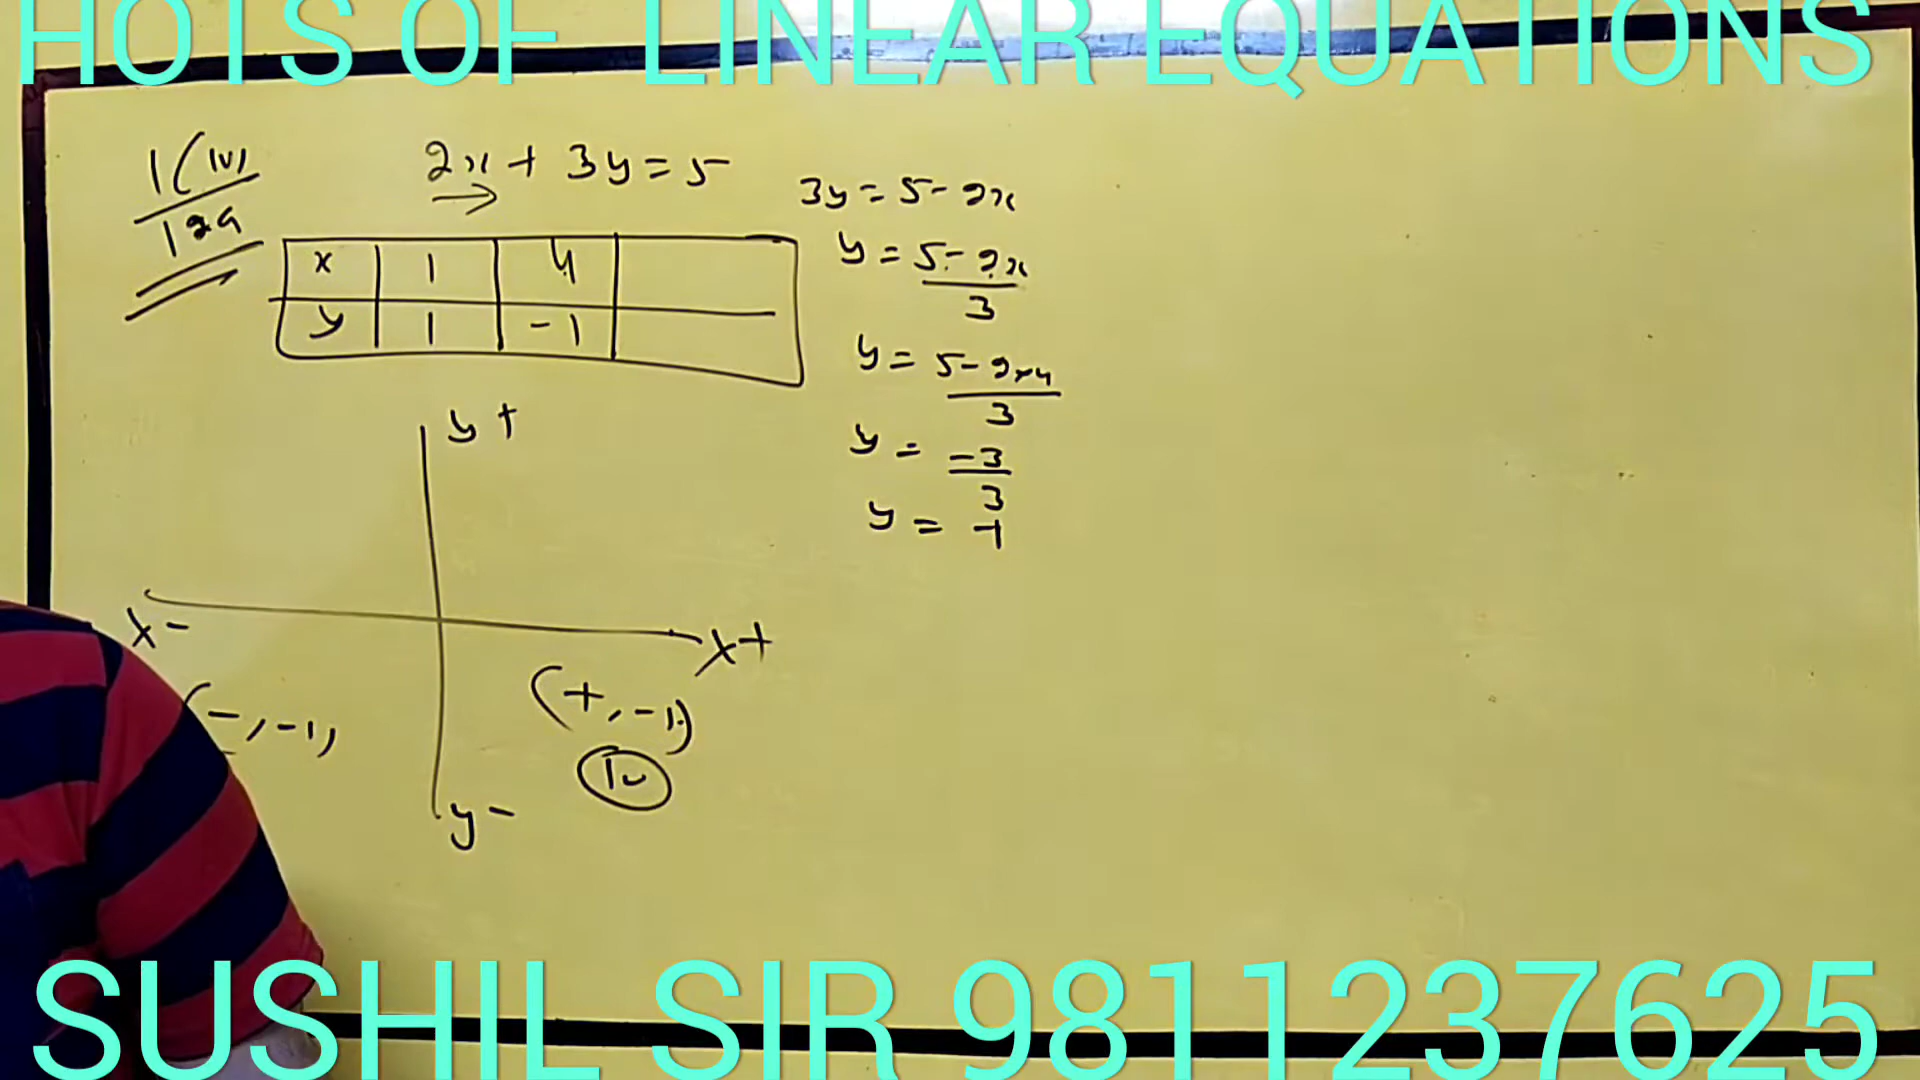 HOTS OF LINEAR EQUATIONS
1(iv)
129
2x + 3y = 5
x 1 4
y 1 -1
3y = 5 - 2x
y = 5 - 2x
3
y = 5 - 2×4
3
y = -3
3
y = -1
y +
x -
x +
(-, -1)
(+, -1)
iv
y -
SUSHIL SIR 9811237625